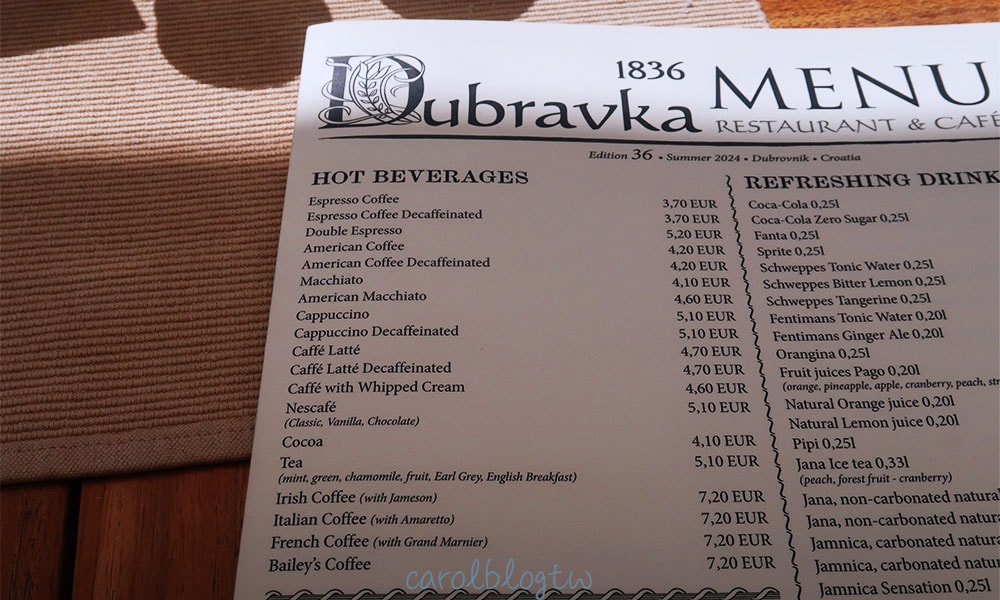 1836
Dubravka
MENU
RESTAURANT & CAFÉ
Edition 36 • Summer 2024 • Dubrovnik • Croatia
HOT BEVERAGES
Espresso Coffee 3,70 EUR
Espresso Coffee Decaffeinated 3,70 EUR
Double Espresso 5,20 EUR
American Coffee 4,20 EUR
American Coffee Decaffeinated 4,20 EUR
Macchiato 4,10 EUR
American Macchiato 4,60 EUR
Cappuccino 5,10 EUR
Cappuccino Decaffeinated 5,10 EUR
Caffé Latté 4,70 EUR
Caffé Latté Decaffeinated 4,70 EUR
Caffé with Whipped Cream 4,60 EUR
Nescafé 5,10 EUR
(Classic, Vanilla, Chocolate)
Cocoa 4,10 EUR
Tea 5,10 EUR
(mint, green, chamomile, fruit, Earl Grey, English Breakfast)
Irish Coffee (with Jameson) 7,20 EUR
Italian Coffee (with Amaretto) 7,20 EUR
French Coffee (with Grand Marnier) 7,20 EUR
Bailey's Coffee 7,20 EUR
REFRESHING DRINK
Coca-Cola 0,25l
Coca-Cola Zero Sugar 0,25l
Fanta 0,25l
Sprite 0,25l
Schweppes Tonic Water 0,25l
Schweppes Bitter Lemon 0,25l
Schweppes Tangerine 0,25l
Fentimans Tonic Water 0,20l
Fentimans Ginger Ale 0,20l
Orangina 0,25l
Fruit juices Pago 0,20l
(orange, pineapple, apple, cranberry, peach, str
Natural Orange juice 0,20l
Natural Lemon juice 0,20l
Pipi 0,25l
Jana Ice tea 0,33l
(peach, forest fruit - cranberry)
Jana, non-carbonated natural
Jana, non-carbonated natura
Jamnica, carbonated natura
Jamnica, carbonated natu
Jamnica Sensation 0,25l
carolblogtw